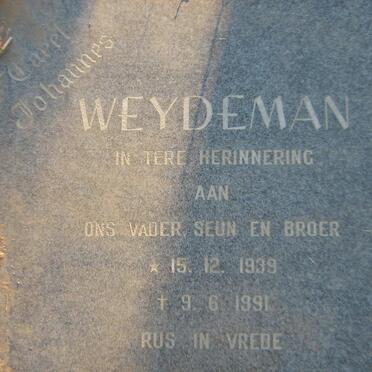 Carel
Johannes
WEYDEMAN
IN TERE HERINNERING
AAN
ONS VADER, SEUN EN BROER
* 15. 12. 1939
† 9. 6. 1991
RUS IN VREDE